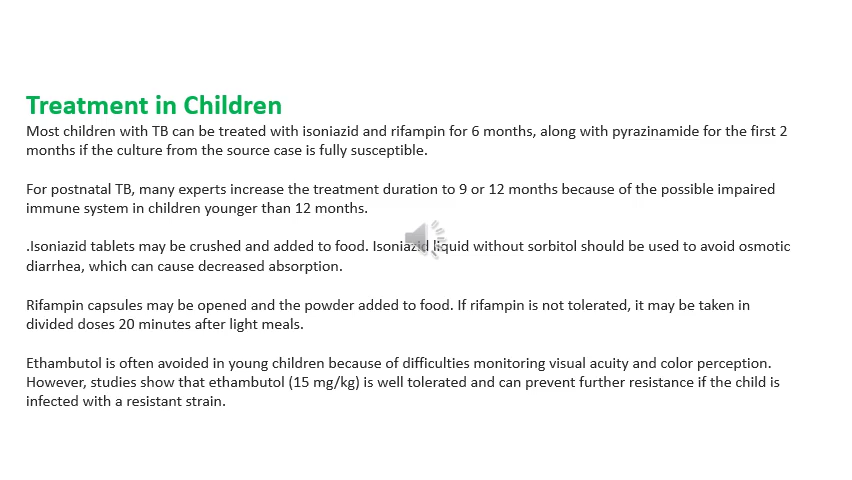 Treatment in Children
Most children with TB can be treated with isoniazid and rifampin for 6 months, along with pyrazinamide for the first 2
months if the culture from the source case is fully susceptible.
For postnatal TB, many experts increase the treatment duration to 9 or 12 months because of the possible impaired
immune system in children younger than 12 months.
.Isoniazid tablets may be crushed and added to food. Isoniazid liquid without sorbitol should be used to avoid osmotic
diarrhea, which can cause decreased absorption.
Rifampin capsules may be opened and the powder added to food. If rifampin is not tolerated, it may be taken in
divided doses 20 minutes after light meals.
Ethambutol is often avoided in young children because of difficulties monitoring visual acuity and color perception.
However, studies show that ethambutol (15 mg/kg) is well tolerated and can prevent further resistance if the child is
infected with a resistant strain.